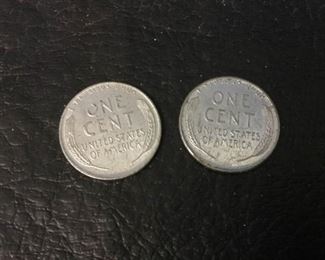 ONE
CENT
UNITED STATES
OF AMERICA
ONE
CENT
UNITED STATES
OF AMERICA